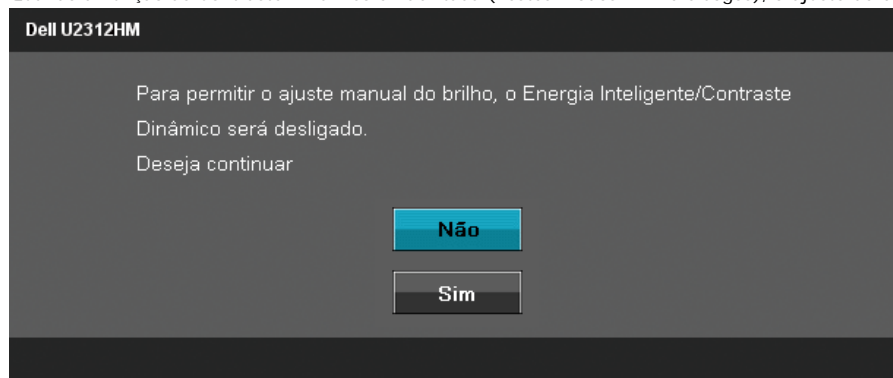 Dell U2312HM
Para permitir o ajuste manual do brilho, o Energia Inteligente/Contraste
Dinâmico será desligado.
Deseja continuar
Não
Sim